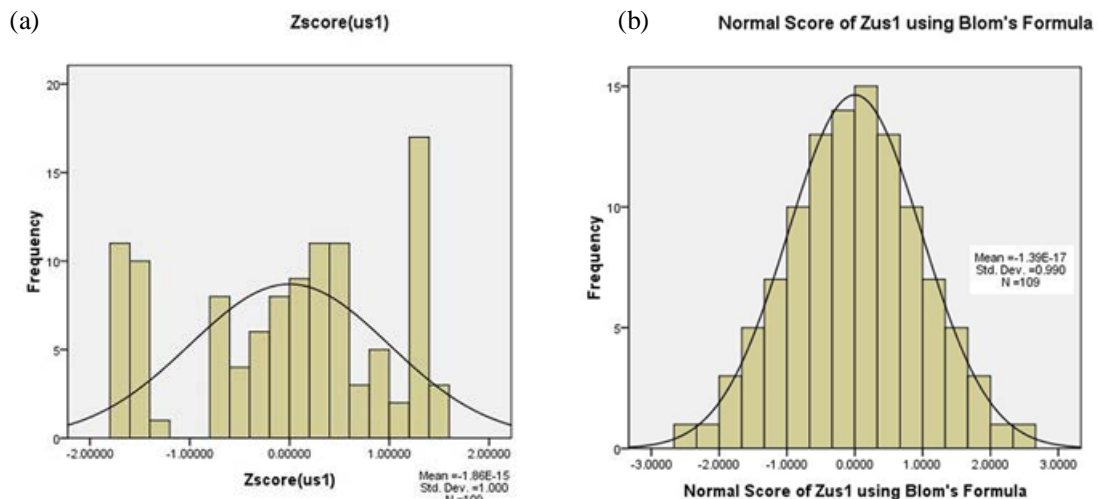 (a)
Zscore(us1)
20
15
10
5
0
Frequency
-2.00000 -1.00000 0.00000 1.00000 2.00000
Zscore(us1)
Mean =-1.86E-15
Std. Dev. =1.000
(b)
Normal Score of Zus1 using Blom's Formula
15
10
5
0
Frequency
Mean =-1.39E-17
Std. Dev. =0.990
N =109
-3.0000 -2.0000 -1.0000 0.0000 1.0000 2.0000 3.0000
Normal Score of Zus1 using Blom's Formula